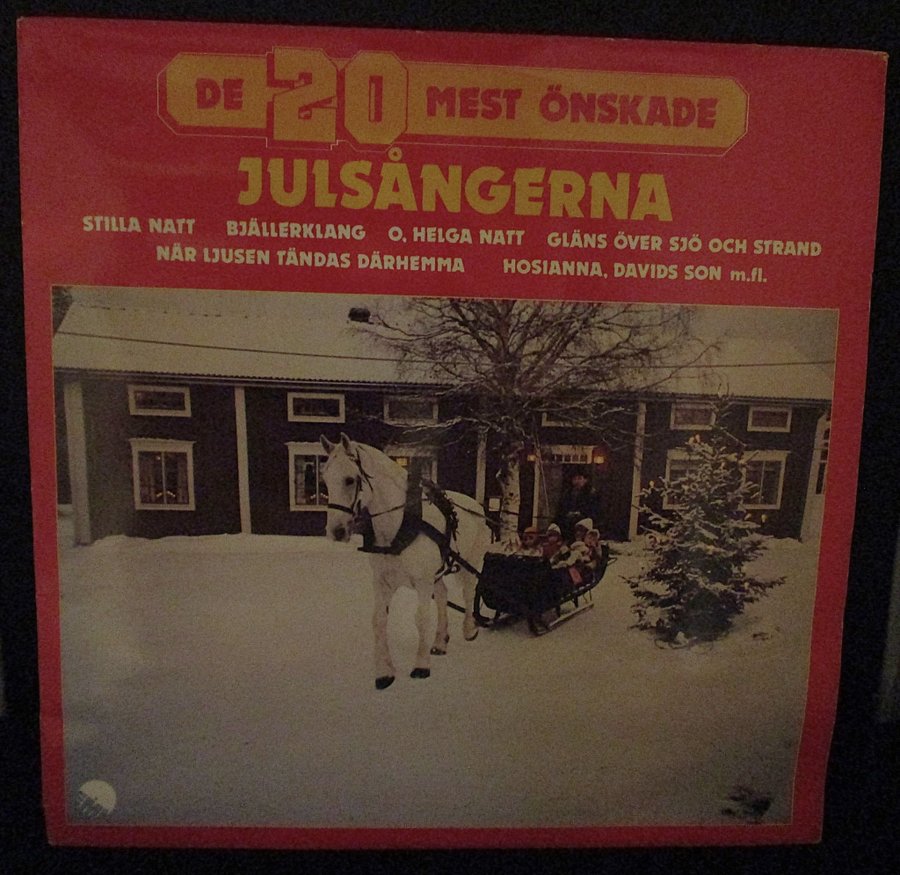 DE 20 MEST ÖNSKADE
JULSÅNGERNA
STILLA NATT BJÄLLERKLANG O, HELGA NATT GLÄNS ÖVER SJÖ OCH STRAND
NÄR LJUSEN TÄNDAS DÄRHEMMA HOSIANNA, DAVIDS SON m.fl.
EMI